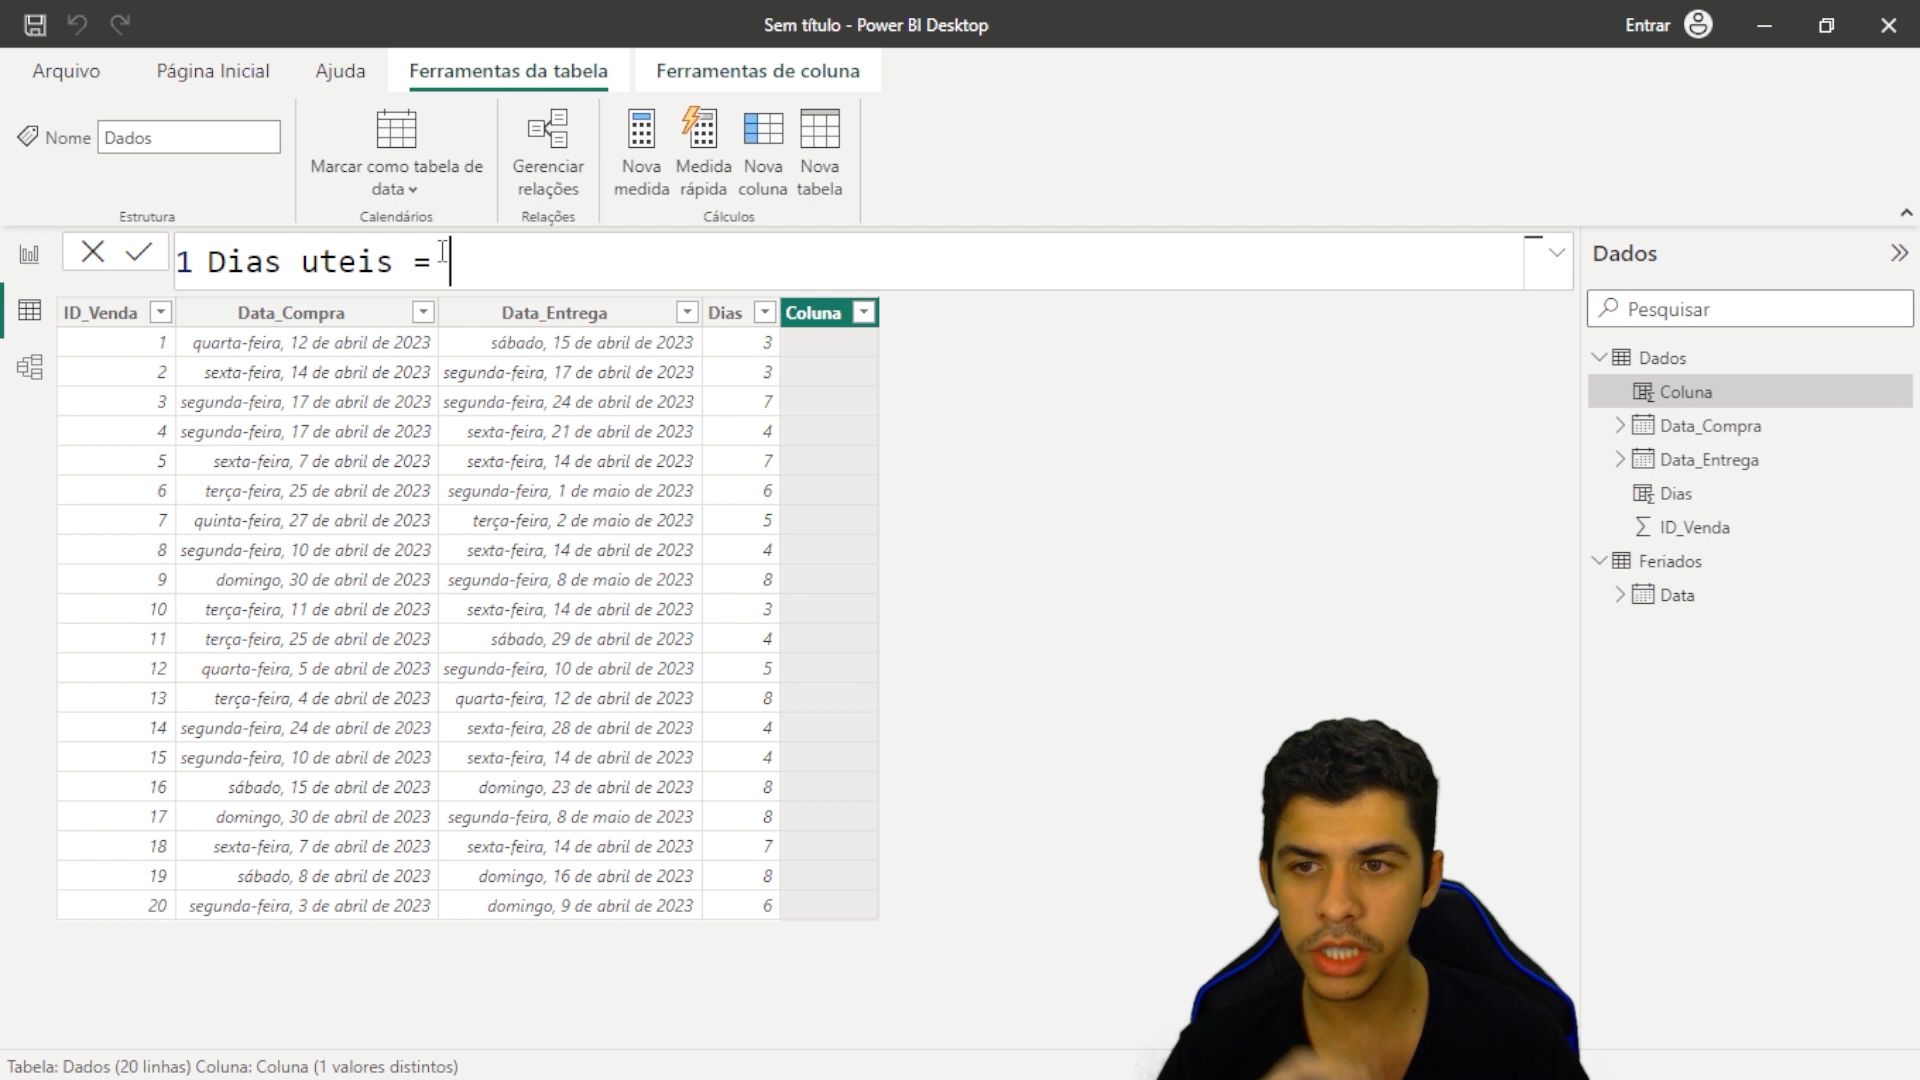 Sem título - Power BI Desktop
Entrar
Arquivo
Página Inicial
Ajuda
Ferramentas da tabela
Ferramentas de coluna
Nome
Dados
Marcar como tabela de data
Gerenciar relações
Nova medida
Medida rápida
Nova coluna
Nova tabela
Estrutura
Calendários
Relações
Cálculos
1 Dias uteis =
ID_Venda Data_Compra Data_Entrega Dias Coluna
1 quarta-feira, 12 de abril de 2023 sábado, 15 de abril de 2023 3
2 sexta-feira, 14 de abril de 2023 segunda-feira, 17 de abril de 2023 3
3 segunda-feira, 17 de abril de 2023 segunda-feira, 24 de abril de 2023 7
4 segunda-feira, 17 de abril de 2023 sexta-feira, 21 de abril de 2023 4
5 sexta-feira, 7 de abril de 2023 sexta-feira, 14 de abril de 2023 7
6 terça-feira, 25 de abril de 2023 segunda-feira, 1 de maio de 2023 6
7 quinta-feira, 27 de abril de 2023 terça-feira, 2 de maio de 2023 5
8 segunda-feira, 10 de abril de 2023 sexta-feira, 14 de abril de 2023 4
9 domingo, 30 de abril de 2023 segunda-feira, 8 de maio de 2023 8
10 terça-feira, 11 de abril de 2023 sexta-feira, 14 de abril de 2023 3
11 terça-feira, 25 de abril de 2023 sábado, 29 de abril de 2023 4
12 quarta-feira, 5 de abril de 2023 segunda-feira, 10 de abril de 2023 5
13 terça-feira, 4 de abril de 2023 quarta-feira, 12 de abril de 2023 8
14 segunda-feira, 24 de abril de 2023 sexta-feira, 28 de abril de 2023 4
15 segunda-feira, 10 de abril de 2023 sexta-feira, 14 de abril de 2023 4
16 sábado, 15 de abril de 2023 domingo, 23 de abril de 2023 8
17 domingo, 30 de abril de 2023 segunda-feira, 8 de maio de 2023 8
18 sexta-feira, 7 de abril de 2023 sexta-feira, 14 de abril de 2023 7
19 sábado, 8 de abril de 2023 domingo, 16 de abril de 2023 8
20 segunda-feira, 3 de abril de 2023 domingo, 9 de abril de 2023 6
Dados
Pesquisar
Dados
Coluna
Data_Compra
Data_Entrega
Dias
ID_Venda
Feriados
Data
Tabela: Dados (20 linhas) Coluna: Coluna (1 valores distintos)